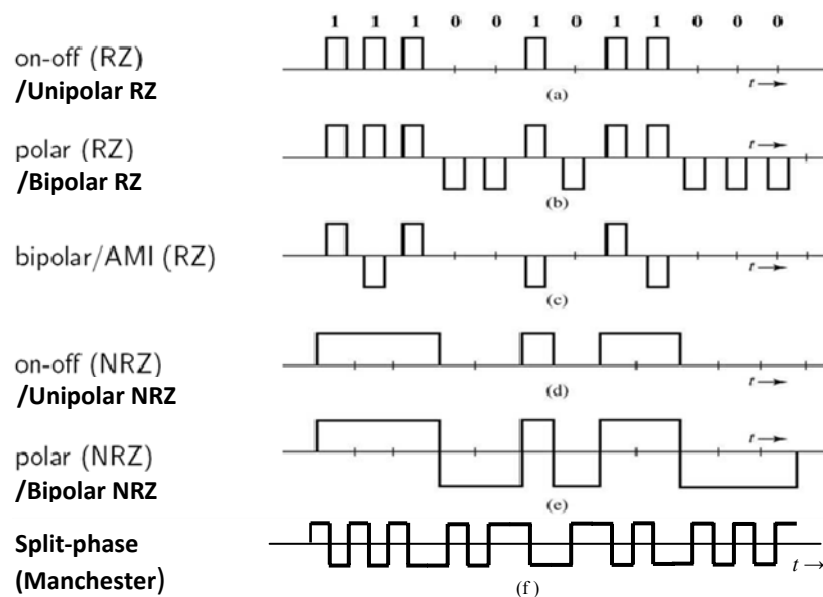 1 1 1 0 0 1 0 1 1 0 0 0
on-off (RZ)
/Unipolar RZ
t
(a)
polar (RZ)
/Bipolar RZ
t
(b)
bipolar/AMI (RZ)
t
(c)
on-off (NRZ)
/Unipolar NRZ
t
(d)
polar (NRZ)
/Bipolar NRZ
t
(e)
Split-phase
(Manchester)
t
(f)